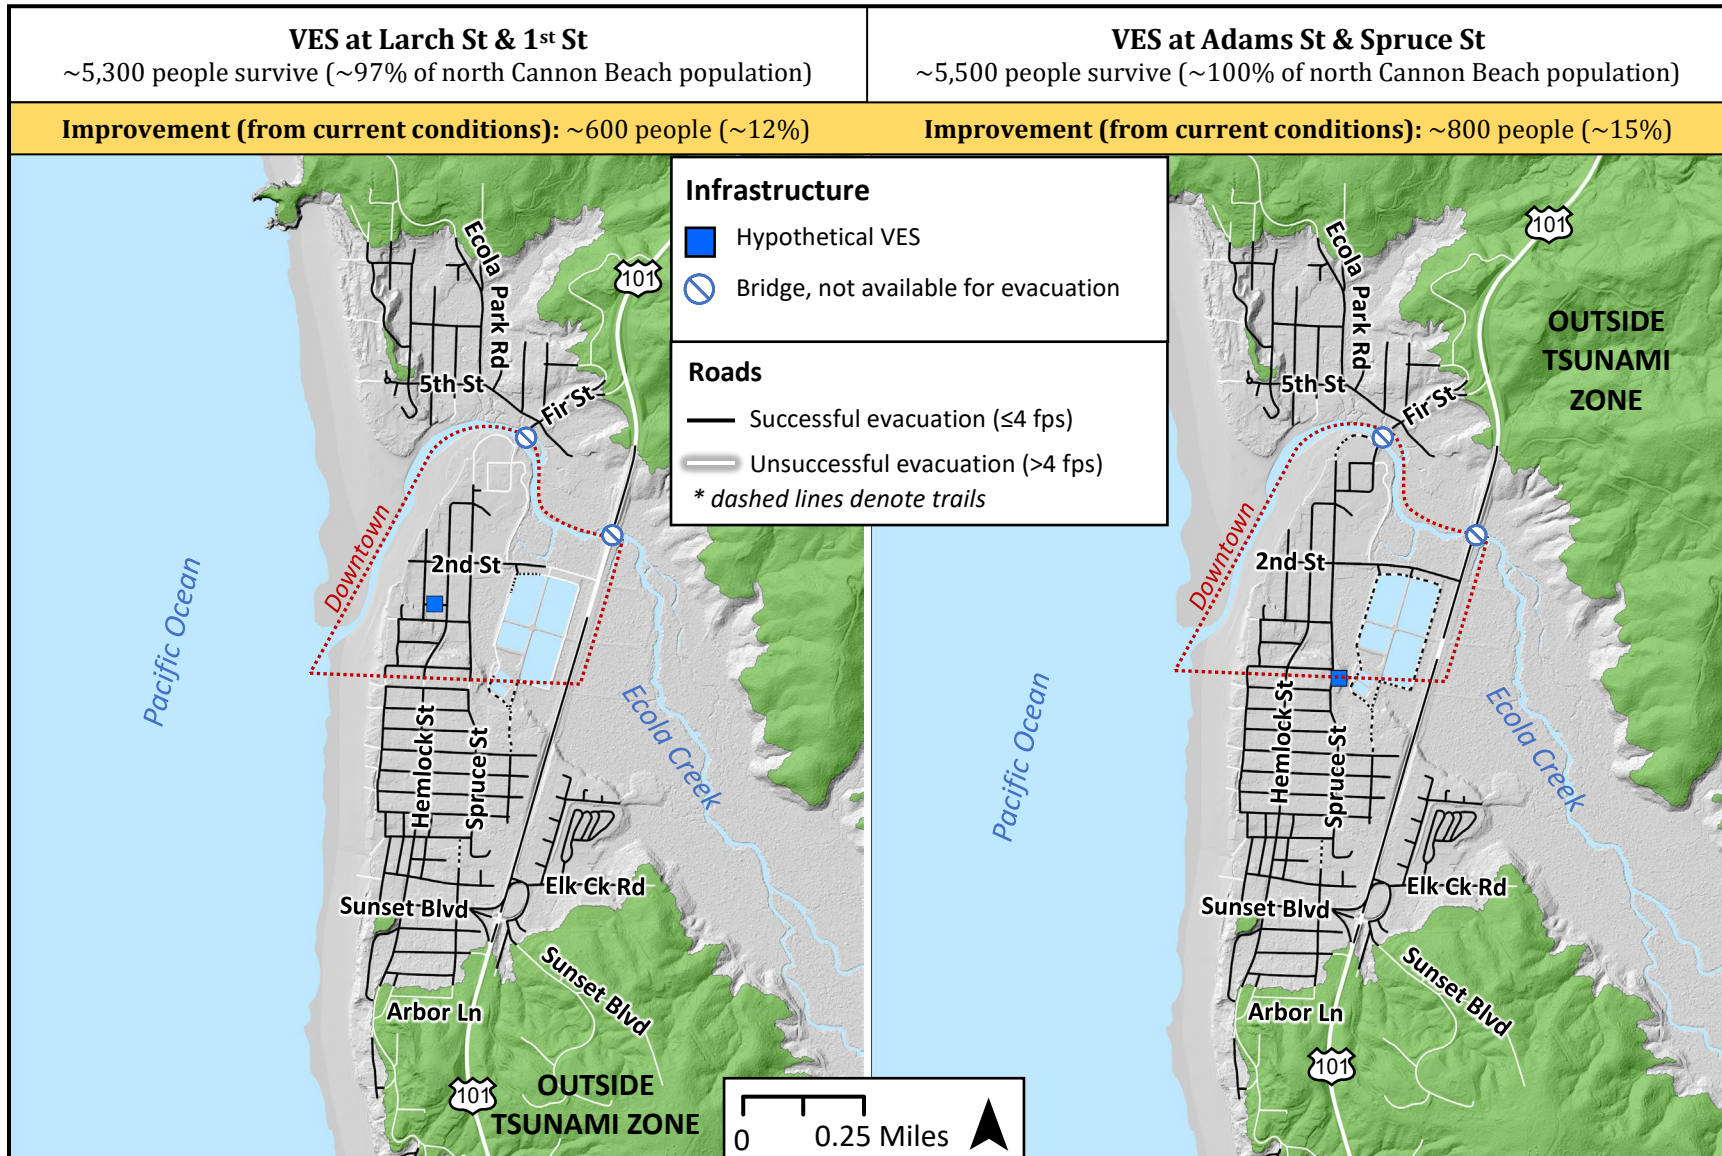 VES at Larch St & 1st St
~5,300 people survive (~97% of north Cannon Beach population)
VES at Adams St & Spruce St
~5,500 people survive (~100% of north Cannon Beach population)
Improvement (from current conditions): ~600 people (~12%)
Improvement (from current conditions): ~800 people (~15%)
Infrastructure
Hypothetical VES
Bridge, not available for evacuation
Roads
Successful evacuation (≤4 fps)
Unsuccessful evacuation (>4 fps)
* dashed lines denote trails
Ecola Park Rd
101
5th St
Fir St
Downtown
2nd St
Pacific Ocean
Hemlock St
Spruce St
Ecola Creek
Elk Ck Rd
Sunset Blvd
Sunset Blvd
Arbor Ln
101
OUTSIDE
TSUNAMI ZONE
0
0.25 Miles
Ecola Park Rd
101
OUTSIDE
TSUNAMI
ZONE
5th St
Fir St
Downtown
2nd St
Pacific Ocean
Hemlock St
Spruce St
Ecola Creek
Elk Ck Rd
Sunset Blvd
Sunset Blvd
Arbor Ln
101